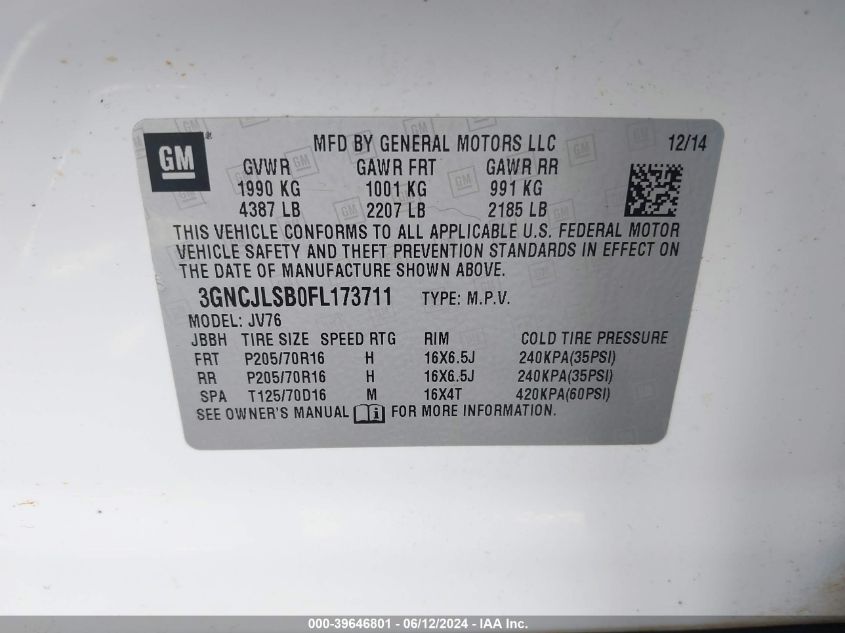 GM
MFD BY GENERAL MOTORS LLC 12/14
GVWR GAWR FRT GAWR RR
1990 KG 1001 KG 991 KG
4387 LB 2207 LB 2185 LB
THIS VEHICLE CONFORMS TO ALL APPLICABLE U.S. FEDERAL MOTOR
VEHICLE SAFETY AND THEFT PREVENTION STANDARDS IN EFFECT ON
THE DATE OF MANUFACTURE SHOWN ABOVE.
3GNCJLSB0FL173711 TYPE: M.P.V.
MODEL: JV76
JBBH TIRE SIZE SPEED RTG RIM COLD TIRE PRESSURE
FRT P205/70R16 H 16X6.5J 240KPA(35PSI)
RR P205/70R16 H 16X6.5J 240KPA(35PSI)
SPA T125/70D16 M 16X4T 420KPA(60PSI)
SEE OWNER'S MANUAL FOR MORE INFORMATION.
000-39646801 - 06/12/2024 - IAA Inc.